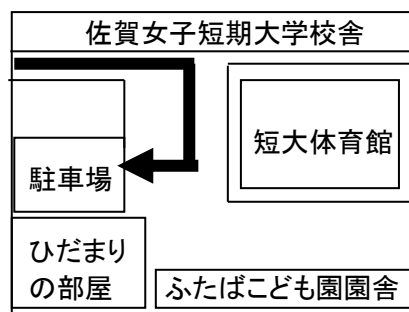 佐賀女子短期大学校舎
短大体育館
駐車場
ひだまり
の部屋
ふたばこども園園舎